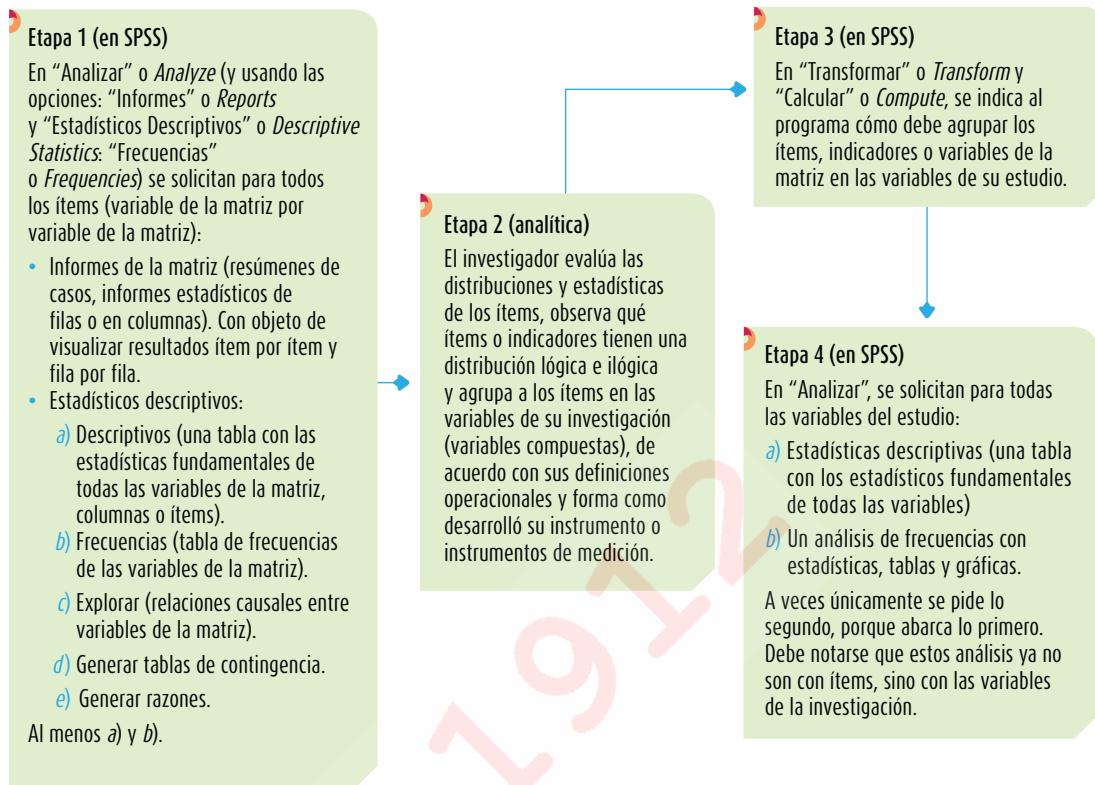 Etapa 1 (en SPSS)
En “Analizar” o Analyze (y usando las
opciones: “Informes” o Reports
y “Estadísticos Descriptivos” o Descriptive
Statistics: “Frecuencias”
o Frequencies) se solicitan para todos
los ítems (variable de la matriz por
variable de la matriz):
• Informes de la matriz (resúmenes de
casos, informes estadísticos de
filas o en columnas). Con objeto de
visualizar resultados ítem por ítem y
fila por fila.
• Estadísticos descriptivos:
a) Descriptivos (una tabla con las
estadísticas fundamentales de
todas las variables de la matriz,
columnas o ítems).
b) Frecuencias (tabla de frecuencias
de las variables de la matriz).
c) Explorar (relaciones causales entre
variables de la matriz).
d) Generar tablas de contingencia.
e) Generar razones.
Al menos a) y b).
Etapa 2 (analítica)
El investigador evalúa las
distribuciones y estadísticas
de los ítems, observa qué
ítems o indicadores tienen una
distribución lógica e ilógica
y agrupa a los ítems en las
variables de su investigación
(variables compuestas), de
acuerdo con sus definiciones
operacionales y forma como
desarrolló su instrumento o
instrumentos de medición.
Etapa 3 (en SPSS)
En “Transformar” o Transform y
“Calcular” o Compute, se indica al
programa cómo debe agrupar los
ítems, indicadores o variables de la
matriz en las variables de su estudio.
Etapa 4 (en SPSS)
En “Analizar”, se solicitan para todas
las variables del estudio:
a) Estadísticas descriptivas (una tabla
con los estadísticos fundamentales
de todas las variables)
b) Un análisis de frecuencias con
estadísticas, tablas y gráficas.
A veces únicamente se pide lo
segundo, porque abarca lo primero.
Debe notarse que estos análisis ya no
son con ítems, sino con las variables
de la investigación.
1912